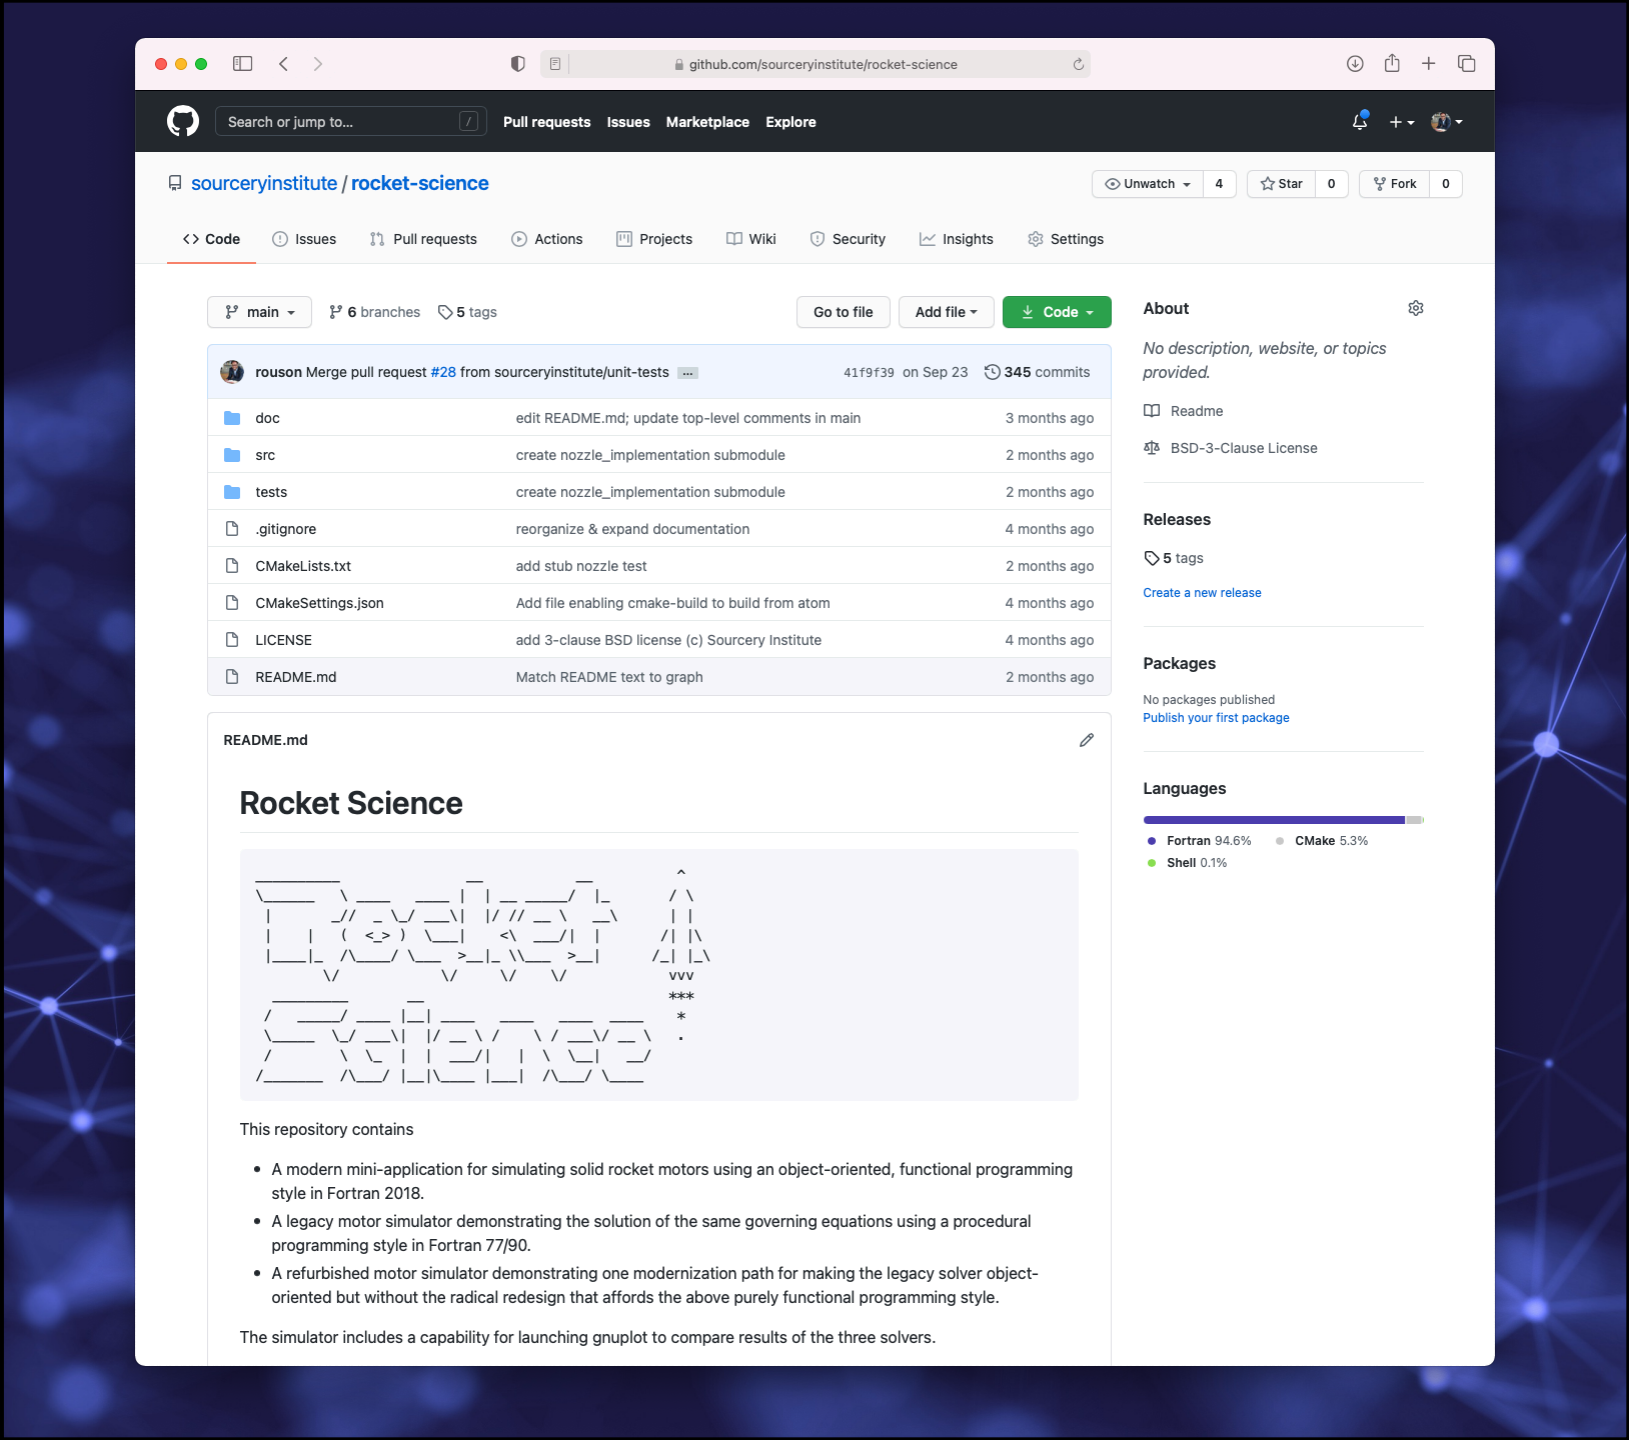 github.com/sourceryinstitute/rocket-science
Search or jump to... /
Pull requests Issues Marketplace Explore
sourceryinstitute / rocket-science
Unwatch 4 Star 0 Fork 0
Code Issues Pull requests Actions Projects Wiki Security Insights Settings
main 6 branches 5 tags Go to file Add file Code
rouson Merge pull request #28 from sourceryinstitute/unit-tests ... 41f9f39 on Sep 23 345 commits
doc edit README.md; update top-level comments in main 3 months ago
src create nozzle_implementation submodule 2 months ago
tests create nozzle_implementation submodule 2 months ago
.gitignore reorganize & expand documentation 4 months ago
CMakeLists.txt add stub nozzle test 2 months ago
CMakeSettings.json Add file enabling cmake-build to build from atom 4 months ago
LICENSE add 3-clause BSD license (c) Sourcery Institute 4 months ago
README.md Match README text to graph 2 months ago
README.md
Rocket Science
Rocket
Science
This repository contains
• A modern mini-application for simulating solid rocket motors using an object-oriented, functional programming
style in Fortran 2018.
• A legacy motor simulator demonstrating the solution of the same governing equations using a procedural
programming style in Fortran 77/90.
• A refurbished motor simulator demonstrating one modernization path for making the legacy solver object-
oriented but without the radical redesign that affords the above purely functional programming style.
The simulator includes a capability for launching gnuplot to compare results of the three solvers.
About
No description, website, or topics
provided.
Readme
BSD-3-Clause License
Releases
5 tags
Create a new release
Packages
No packages published
Publish your first package
Languages
Fortran 94.6% CMake 5.3%
Shell 0.1%